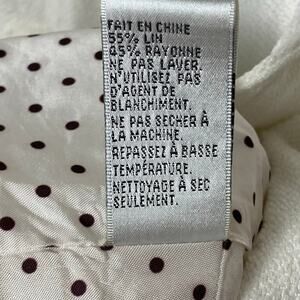 FAIT EN CHINE
55% LIN
45% RAYONNE
NE PAS LAVER.
N'UTILISEZ PAS
D'AGENT DE
BLANCHIMENT.
NE PAS SECHER À
LA MACHINE.
REPASSEZ À BASSE
TEMPÉRATURE.
NETTOYAGE À SEC
SEULEMENT.